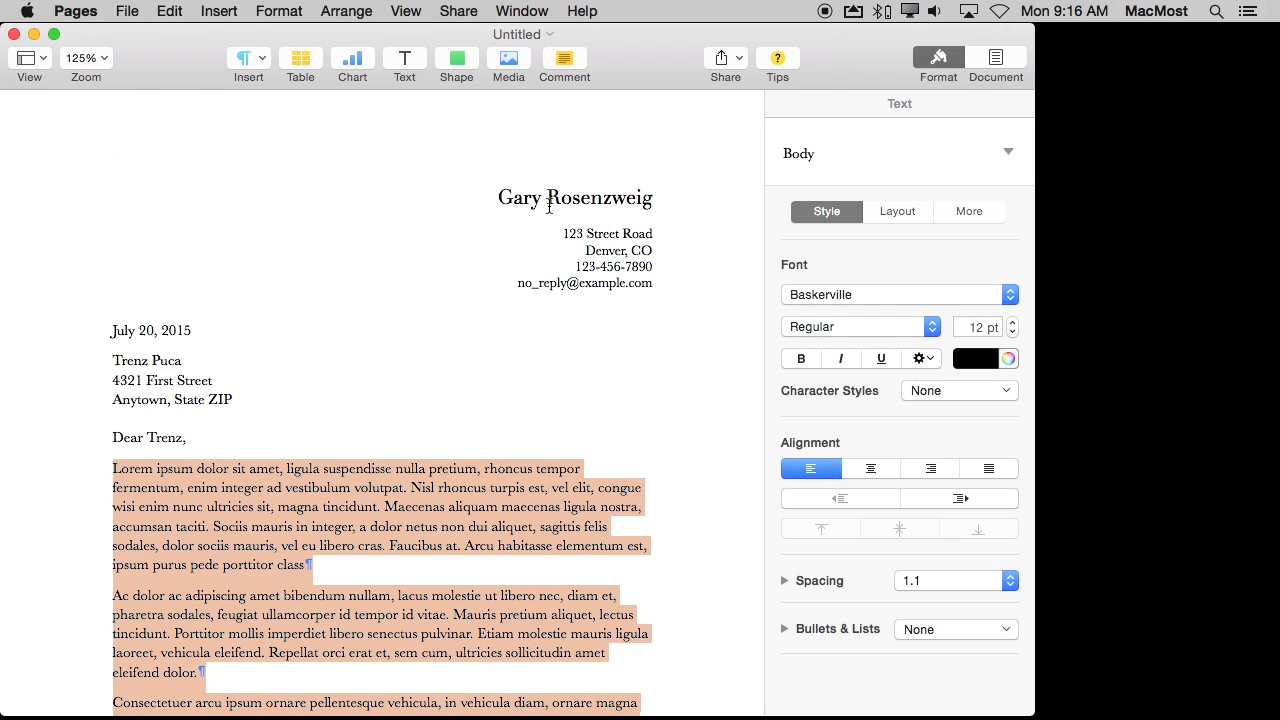 Pages File Edit Insert Format Arrange View Share Window Help Mon 9:16 AM MacMost
Untitled
125%
View Zoom Insert Table Chart Text Shape Media Comment Share Tips Format Document
Text
Body
Style Layout More
Font
Baskerville
Regular 12 pt
B I U
Character Styles None
Alignment
Spacing 1.1
Bullets & Lists None
Gary Rosenzweig
123 Street Road
Denver, CO
123-456-7890
no_reply@example.com
July 20, 2015
Trenz Puca
4321 First Street
Anytown, State ZIP
Dear Trenz,
Lorem ipsum dolor sit amet, ligula suspendisse nulla pretium, rhoncus tempor
fermentum, enim integer ad vestibulum volutpat. Nisl rhoncus turpis est, vel elit, congue
wisi enim nunc ultricies sit, magna tincidunt. Maecenas aliquam maecenas ligula nostra,
accumsan taciti. Sociis mauris in integer, a dolor netus non dui aliquet, sagittis felis
sodales, dolor sociis mauris, vel eu libero cras. Faucibus at. Arcu habitasse elementum est,
ipsum purus pede porttitor class¶
Ac dolor ac adipiscing amet bibendum nullam, lacus molestie ut libero nec, diam et,
pharetra sodales, feugiat ullamcorper id tempor id vitae. Mauris pretium aliquet, lectus
tincidunt. Porttitor mollis imperdiet libero senectus pulvinar. Etiam molestie mauris ligula
laoreet, vehicula eleifend. Repellat orci erat et, sem cum, ultricies sollicitudin amet
eleifend dolor.¶
Consectetuer arcu ipsum ornare pellentesque vehicula, in vehicula diam, ornare magna